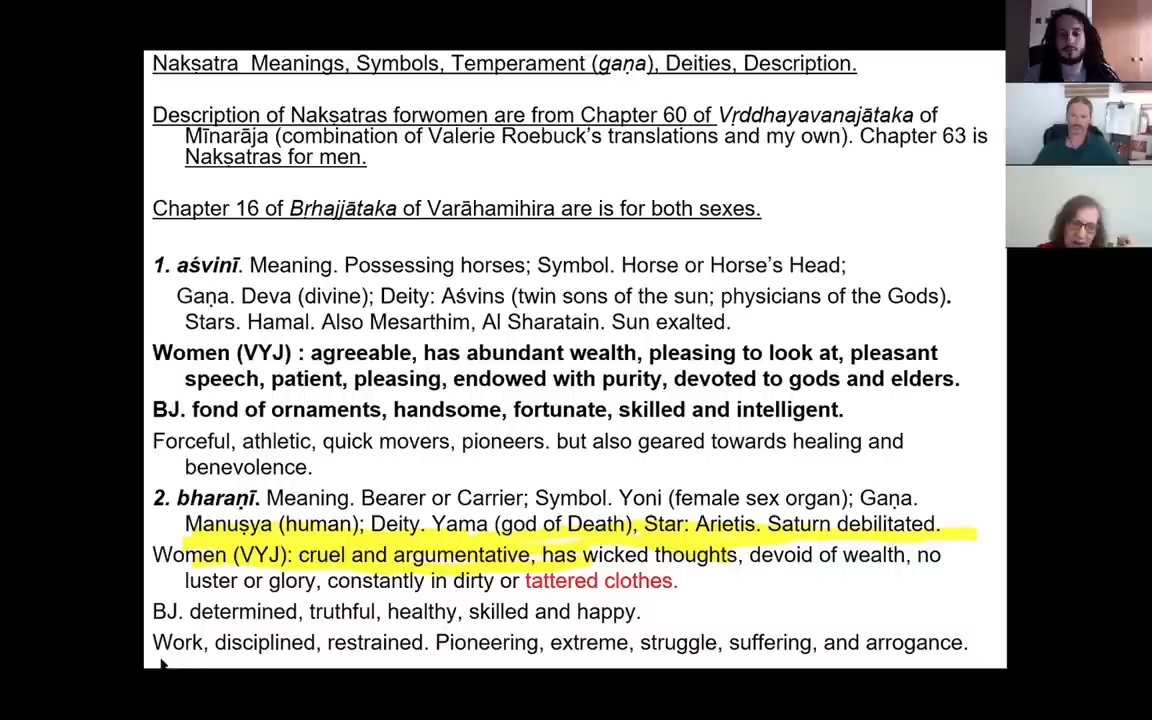 Nakṣatra Meanings, Symbols, Temperament (gaṇa), Deities, Description.
Description of Nakṣatras forwomen are from Chapter 60 of Vṛddhayavanajātaka of
Mīnarāja (combination of Valerie Roebuck's translations and my own). Chapter 63 is
Nakṣatras for men.
Chapter 16 of Bṛhajjātaka of Varāhamihira are is for both sexes.
1. aśvinī. Meaning. Possessing horses; Symbol. Horse or Horse's Head;
Gaṇa. Deva (divine); Deity: Aśvins (twin sons of the sun; physicians of the Gods).
Stars. Hamal. Also Mesarthim, Al Sharatain. Sun exalted.
Women (VYJ) : agreeable, has abundant wealth, pleasing to look at, pleasant
speech, patient, pleasing, endowed with purity, devoted to gods and elders.
BJ. fond of ornaments, handsome, fortunate, skilled and intelligent.
Forceful, athletic, quick movers, pioneers. but also geared towards healing and
benevolence.
2. bharaṇī. Meaning. Bearer or Carrier; Symbol. Yoni (female sex organ); Gaṇa.
Manuṣya (human); Deity. Yama (god of Death), Star: Arietis. Saturn debilitated.
Women (VYJ): cruel and argumentative, has wicked thoughts, devoid of wealth, no
luster or glory, constantly in dirty or tattered clothes.
BJ. determined, truthful, healthy, skilled and happy.
Work, disciplined, restrained. Pioneering, extreme, struggle, suffering, and arrogance.